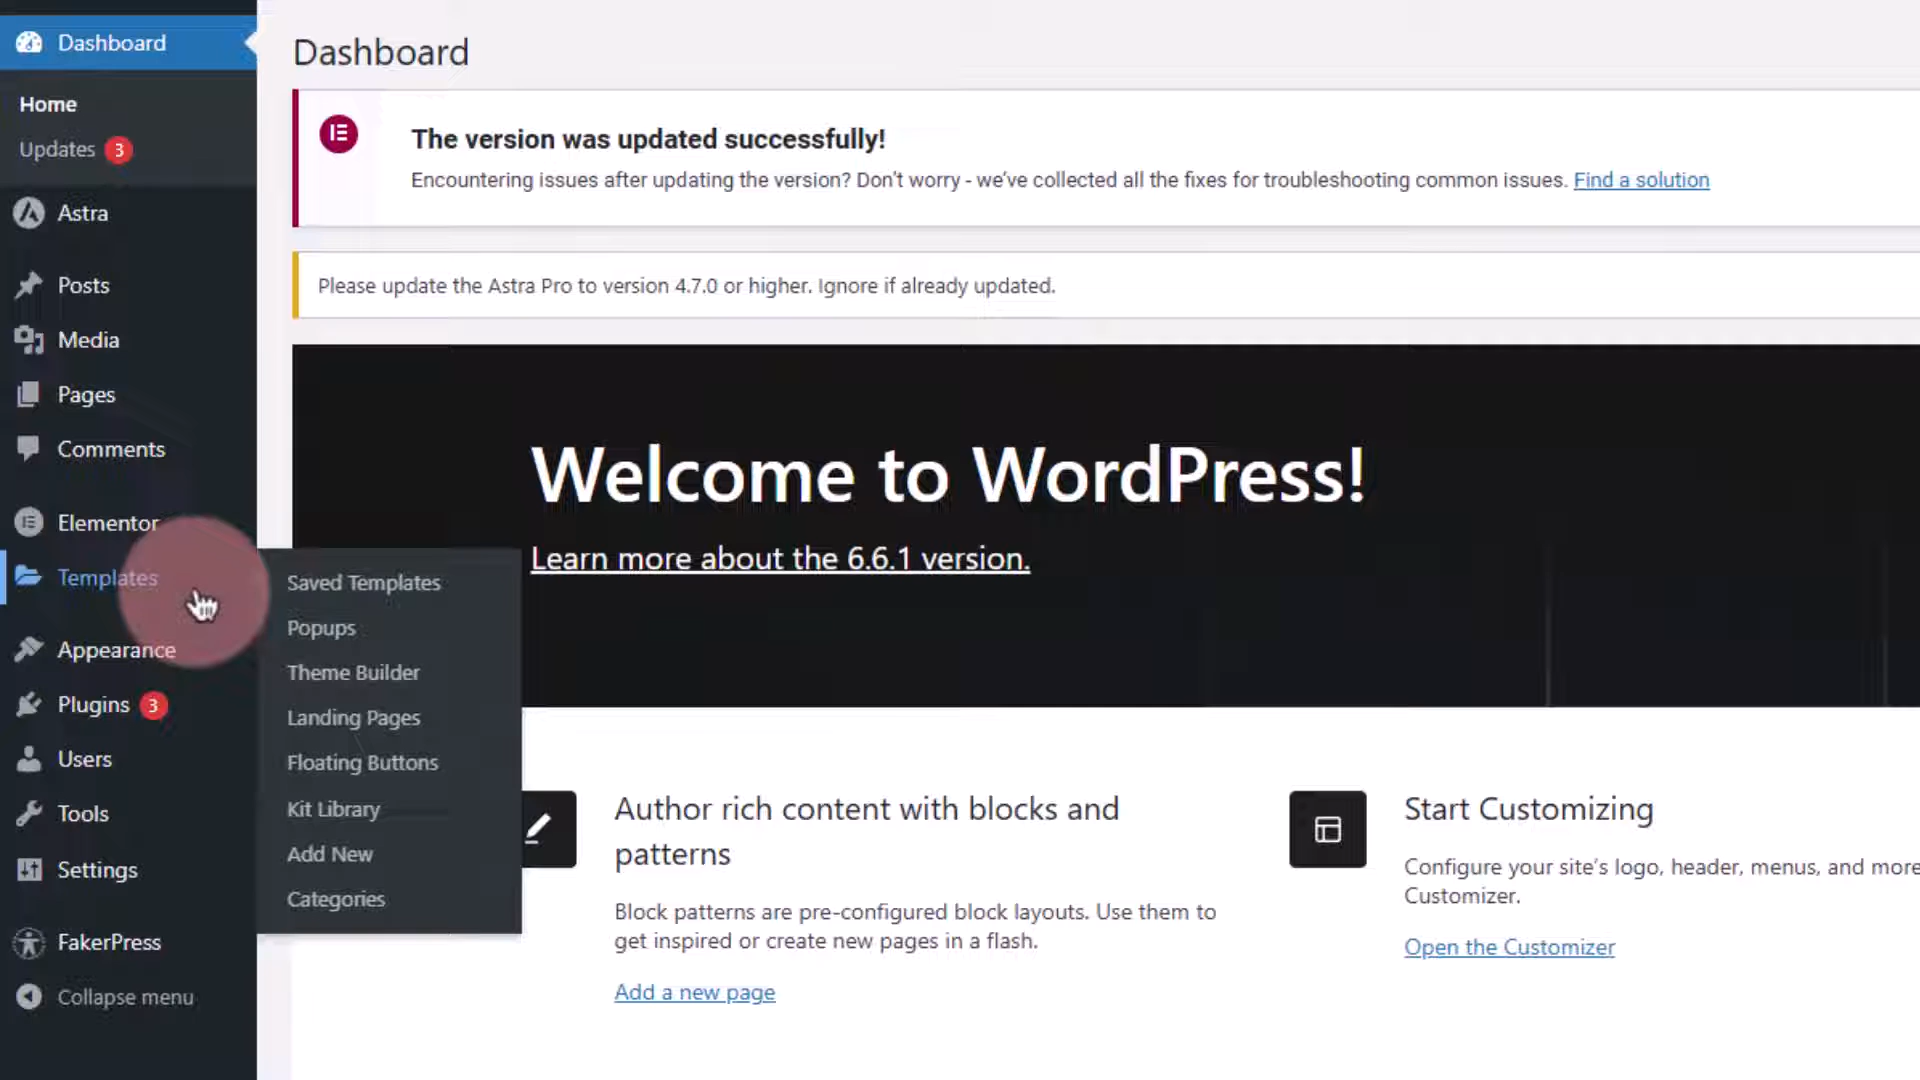 Dashboard
Home
Updates 3
Astra
Posts
Media
Pages
Comments
Elementor
Templates
Appearance
Plugins 3
Users
Tools
Settings
FakerPress
Collapse menu
Saved Templates
Popups
Theme Builder
Landing Pages
Floating Buttons
Kit Library
Add New
Categories
Dashboard
The version was updated successfully!
Encountering issues after updating the version? Don't worry - we've collected all the fixes for troubleshooting common issues. Find a solution
Please update the Astra Pro to version 4.7.0 or higher. Ignore if already updated.
Welcome to WordPress!
Learn more about the 6.6.1 version.
Author rich content with blocks and
patterns
Block patterns are pre-configured block layouts. Use them to
get inspired or create new pages in a flash.
Add a new page
Start Customizing
Configure your site's logo, header, menus, and more
Customizer.
Open the Customizer